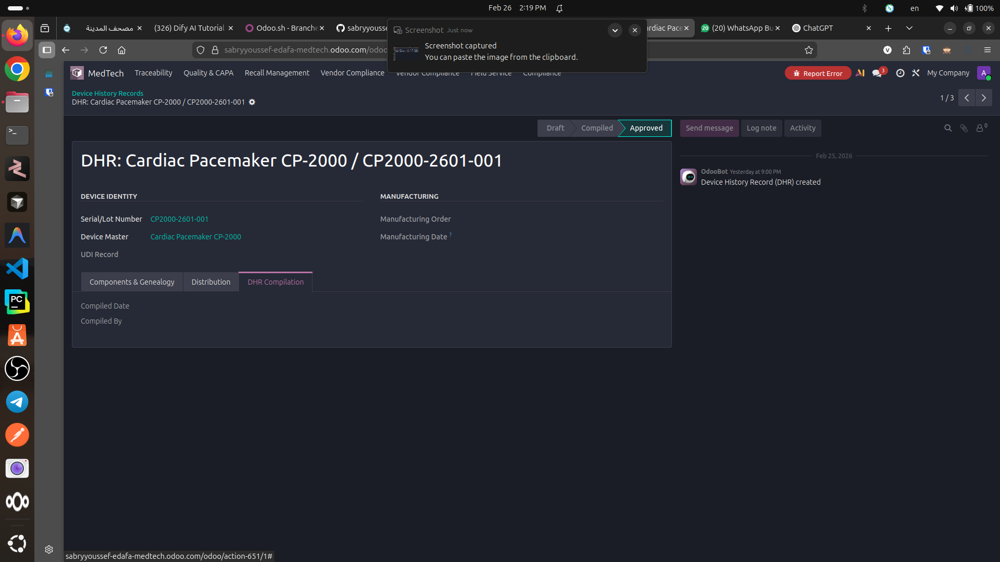 Feb 26 2:19 PM
en
100%
مصحف المدينة
(326) Dify AI Tutorial
Odoo.sh - Branche
sabryyousse
ardiac Pace
20
(20) WhatsApp Bu
ChatGPT
Screenshot Just now
Screenshot captured
You can paste the image from the clipboard.
sabryyoussef-edafa-medtech.odoo.com/odoo
MedTech
Traceability
Quality & CAPA
Recall Management
Vendor Compliance
Vendor Compliance
Field Service
Compliance
Report Error
3
My Company
A
Device History Records
DHR: Cardiac Pacemaker CP-2000 / CP2000-2601-001
1 / 3
Draft
Compiled
Approved
Send message
Log note
Activity
0
DHR: Cardiac Pacemaker CP-2000 / CP2000-2601-001
Feb 25, 2026
OdooBot Yesterday at 9:00 PM
Device History Record (DHR) created
DEVICE IDENTITY
MANUFACTURING
Serial/Lot Number CP2000-2601-001
Manufacturing Order
Device Master Cardiac Pacemaker CP-2000
Manufacturing Date ?
UDI Record
Components & Genealogy
Distribution
DHR Compilation
Compiled Date
Compiled By
PC
sabryyoussef-edafa-medtech.odoo.com/odoo/action-651/1#